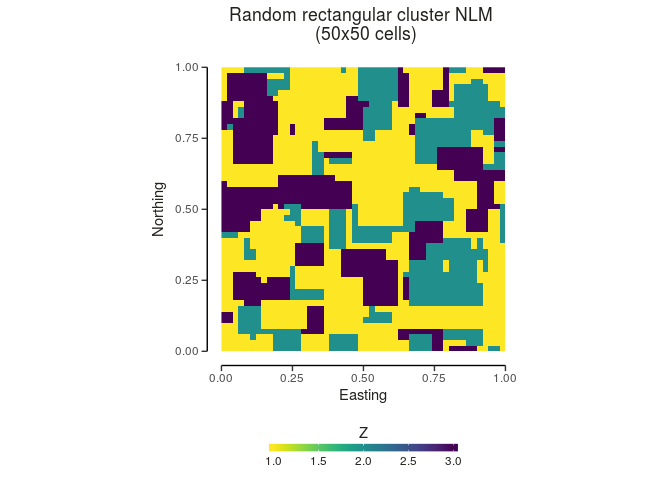 Random rectangular cluster NLM
(50x50 cells)
1.00
0.75
0.50
0.25
0.00
Northing
0.00 0.25 0.50 0.75 1.00
Easting
Z
1.0 1.5 2.0 2.5 3.0